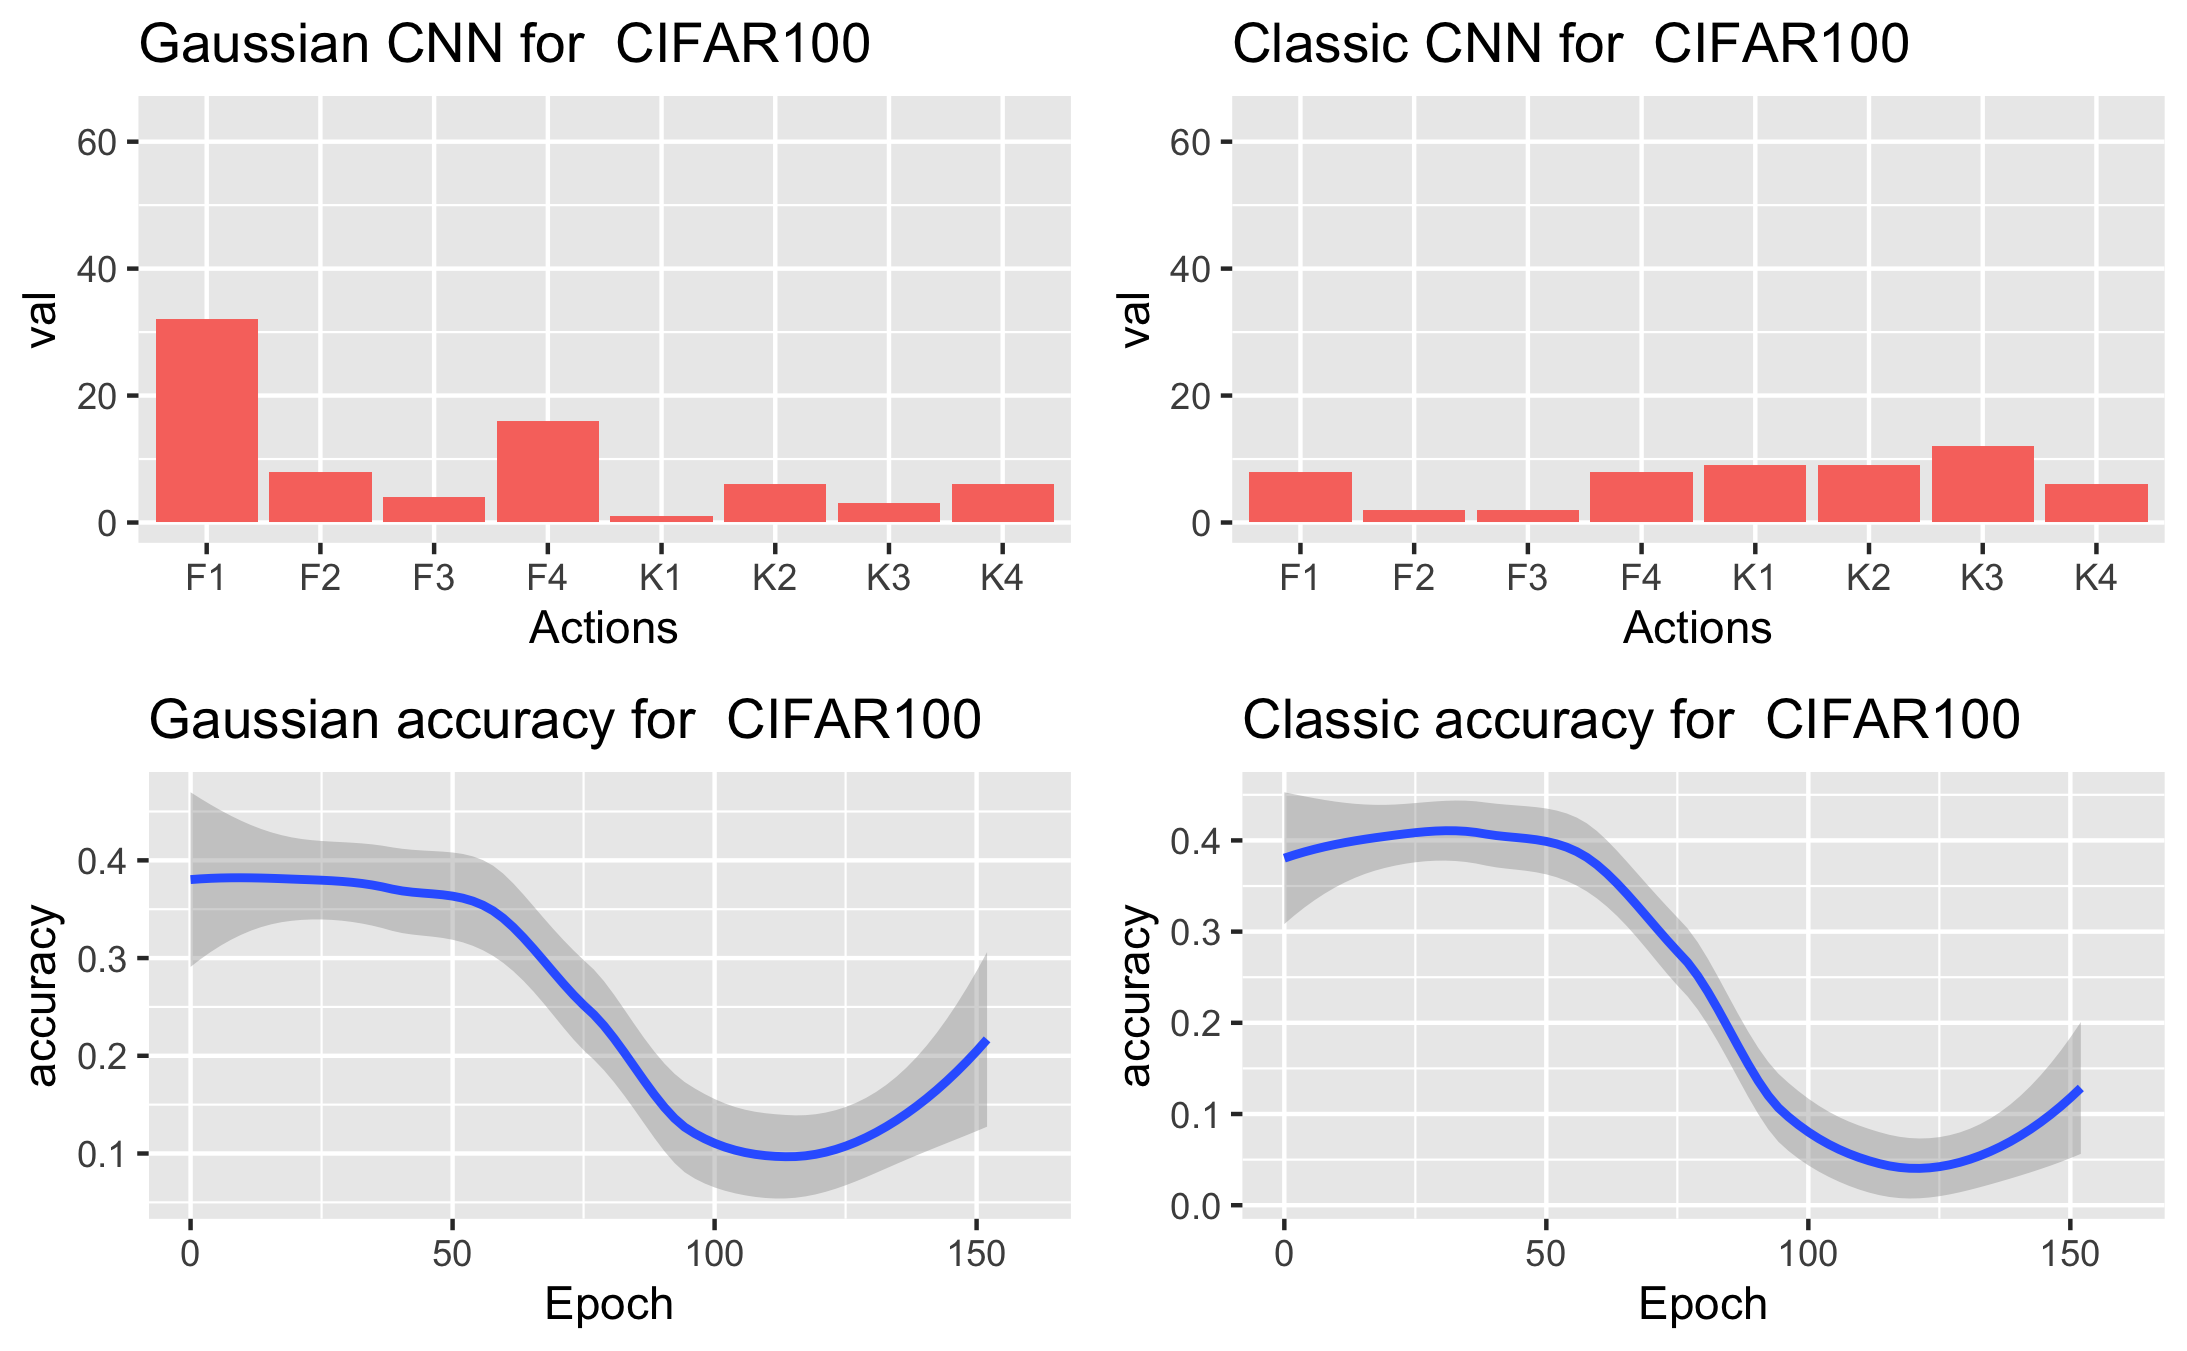 Gaussian CNN for  CIFAR100
60
40
20
0
val
F1 F2 F3 F4 K1 K2 K3 K4
Actions
Classic CNN for  CIFAR100
60
40
20
0
val
F1 F2 F3 F4 K1 K2 K3 K4
Actions
Gaussian accuracy for  CIFAR100
0.4
0.3
0.2
0.1
accuracy
0 50 100 150
Epoch
Classic accuracy for  CIFAR100
0.4
0.3
0.2
0.1
0.0
accuracy
0 50 100 150
Epoch